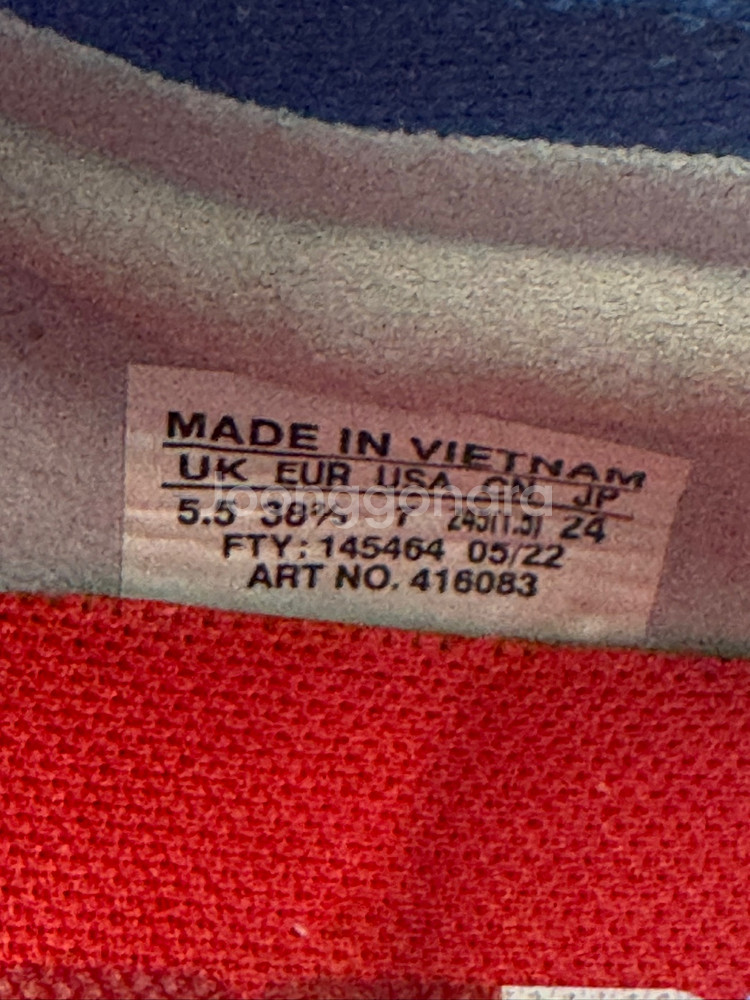 MADE IN VIETNAM
UK EUR USA CN JP
5.5 38⅔ 7 245(1.5) 24
FTY: 145464 05/22
ART NO. 416083
joonggonara